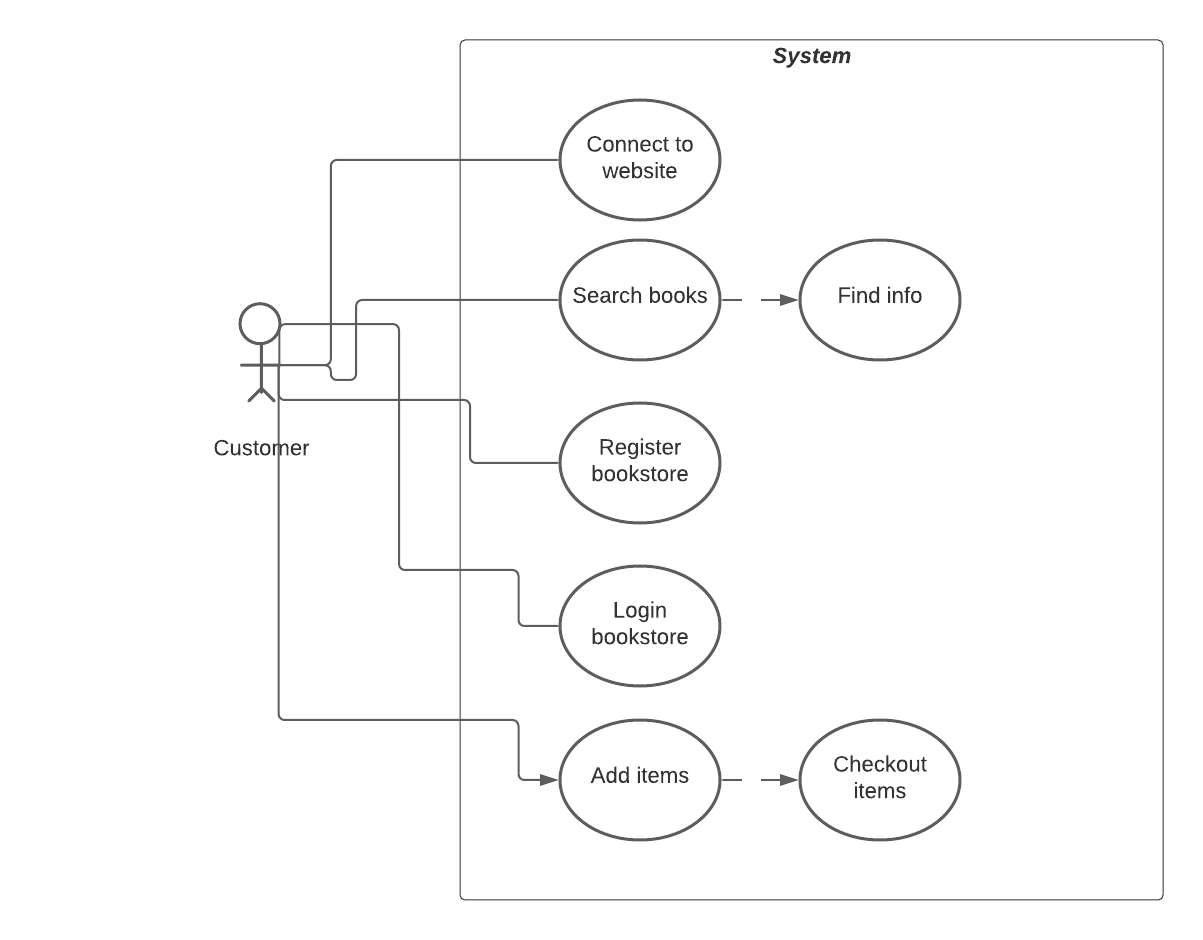 System
Connect to
website
Search books
Find info
Customer
Register
bookstore
Login
bookstore
Add items
Checkout
items